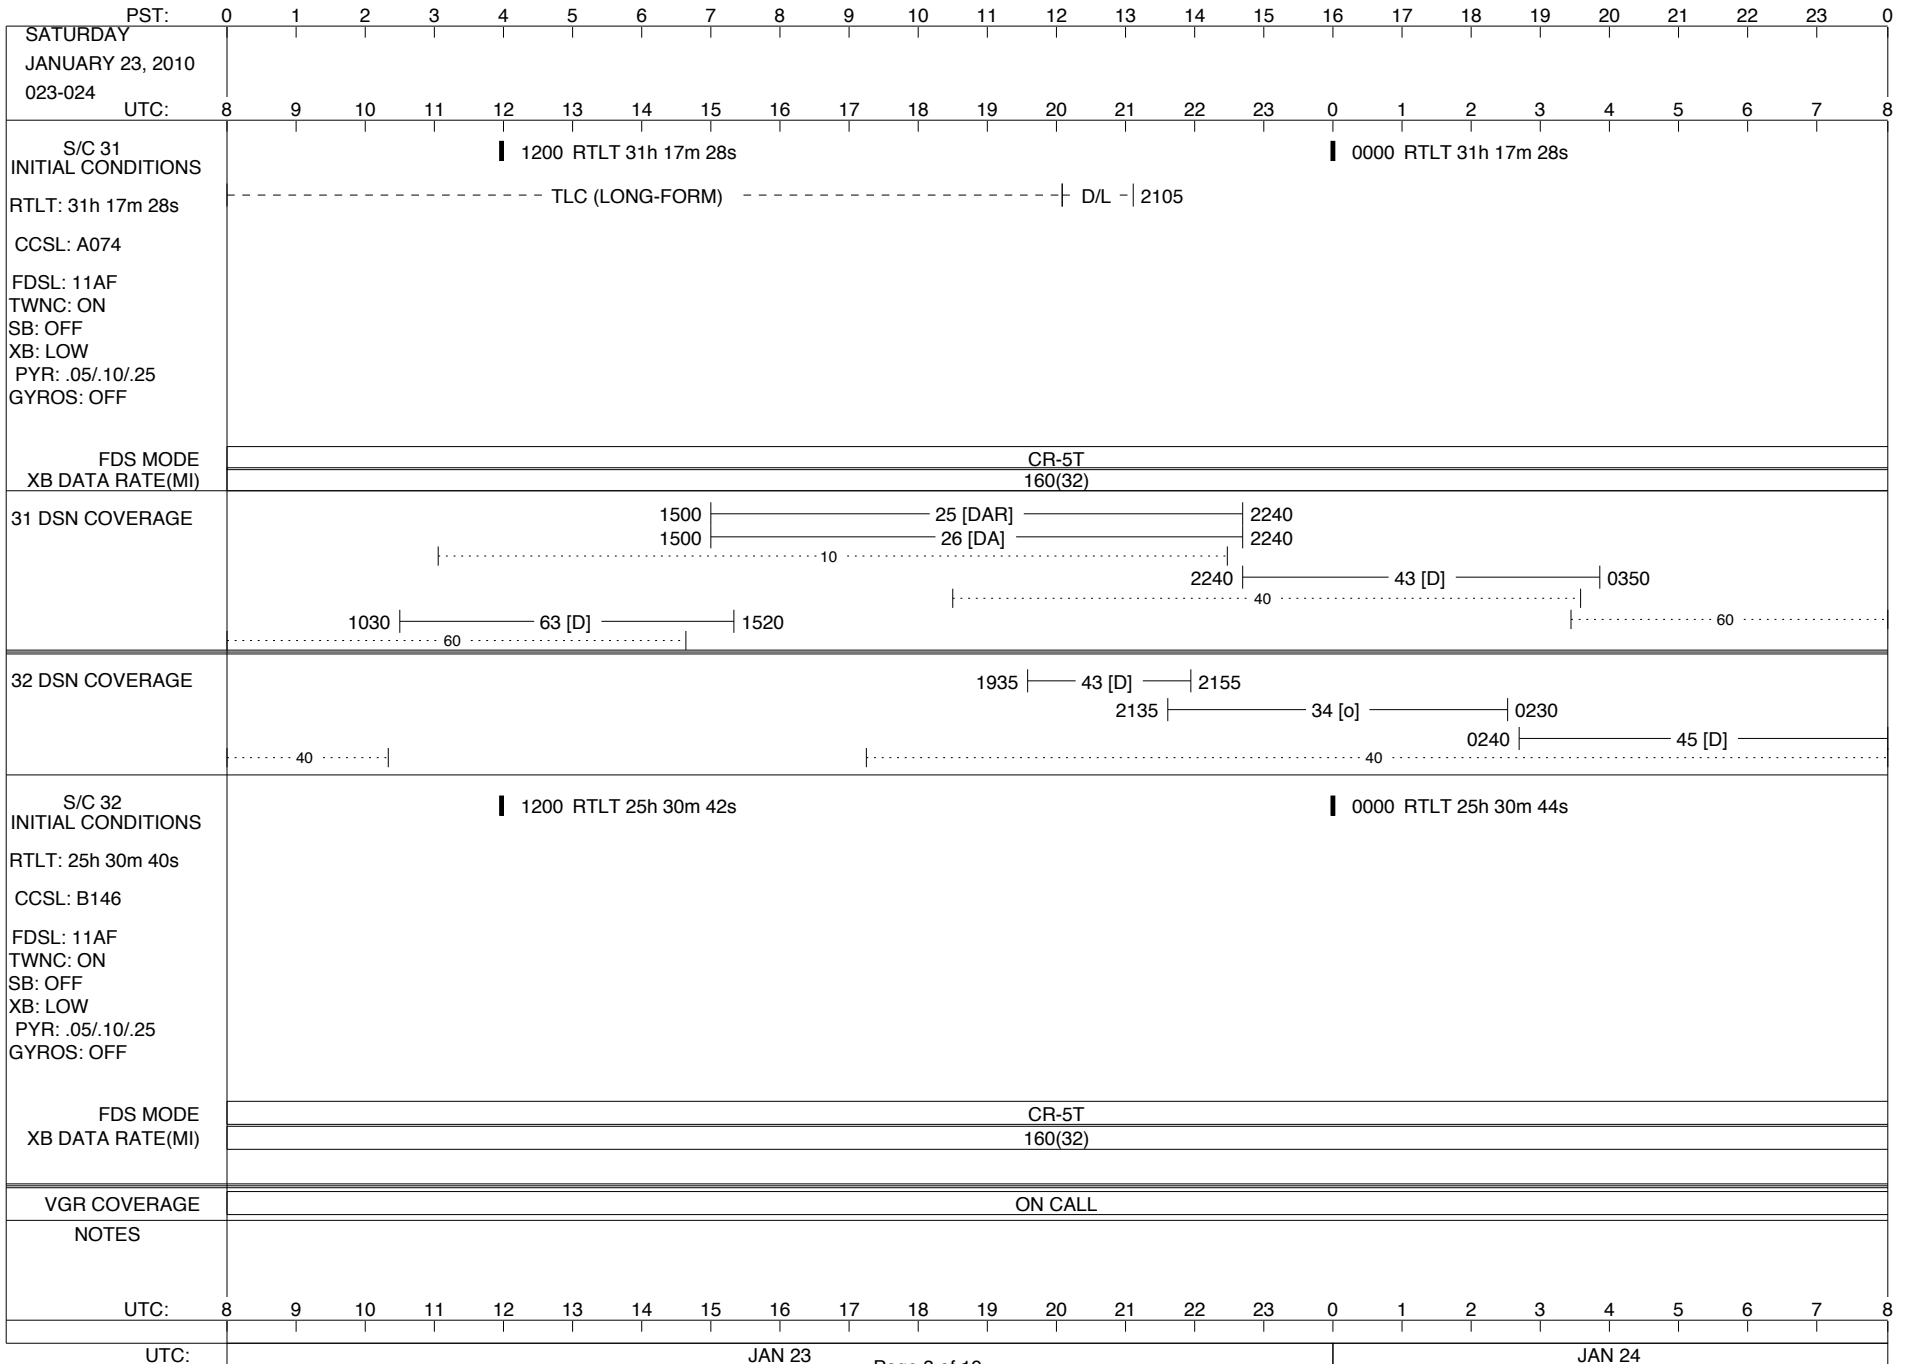 PST: 0 1 2 3 4 5 6 7 8 9 10 11 12 13 14 15 16 17 18 19 20 21 22 23 0
SATURDAY
JANUARY 23, 2010
023-024
UTC: 8 9 10 11 12 13 14 15 16 17 18 19 20 21 22 23 0 1 2 3 4 5 6 7 8
S/C 31
INITIAL CONDITIONS
1200 RTLT 31h 17m 28s 0000 RTLT 31h 17m 28s
RTLT: 31h 17m 28s
TLC (LONG-FORM) D/L 2105
CCSL: A074
FDSL: 11AF
TWNC: ON
SB: OFF
XB: LOW
PYR: .05/.10/.25
GYROS: OFF
FDS MODE CR-5T
XB DATA RATE(MI) 160(32)
31 DSN COVERAGE
1500 25 [DAR] 2240
1500 26 [DA] 2240
10
2240 43 [D] 0350
40
1030 63 [D] 1520
60
60
32 DSN COVERAGE
1935 43 [D] 2155
2135 34 [o] 0230
0240 45 [D]
40 40
S/C 32
INITIAL CONDITIONS
1200 RTLT 25h 30m 42s 0000 RTLT 25h 30m 44s
RTLT: 25h 30m 40s
CCSL: B146
FDSL: 11AF
TWNC: ON
SB: OFF
XB: LOW
PYR: .05/.10/.25
GYROS: OFF
FDS MODE CR-5T
XB DATA RATE(MI) 160(32)
VGR COVERAGE ON CALL
NOTES
UTC: 8 9 10 11 12 13 14 15 16 17 18 19 20 21 22 23 0 1 2 3 4 5 6 7 8
UTC: JAN 23 JAN 24